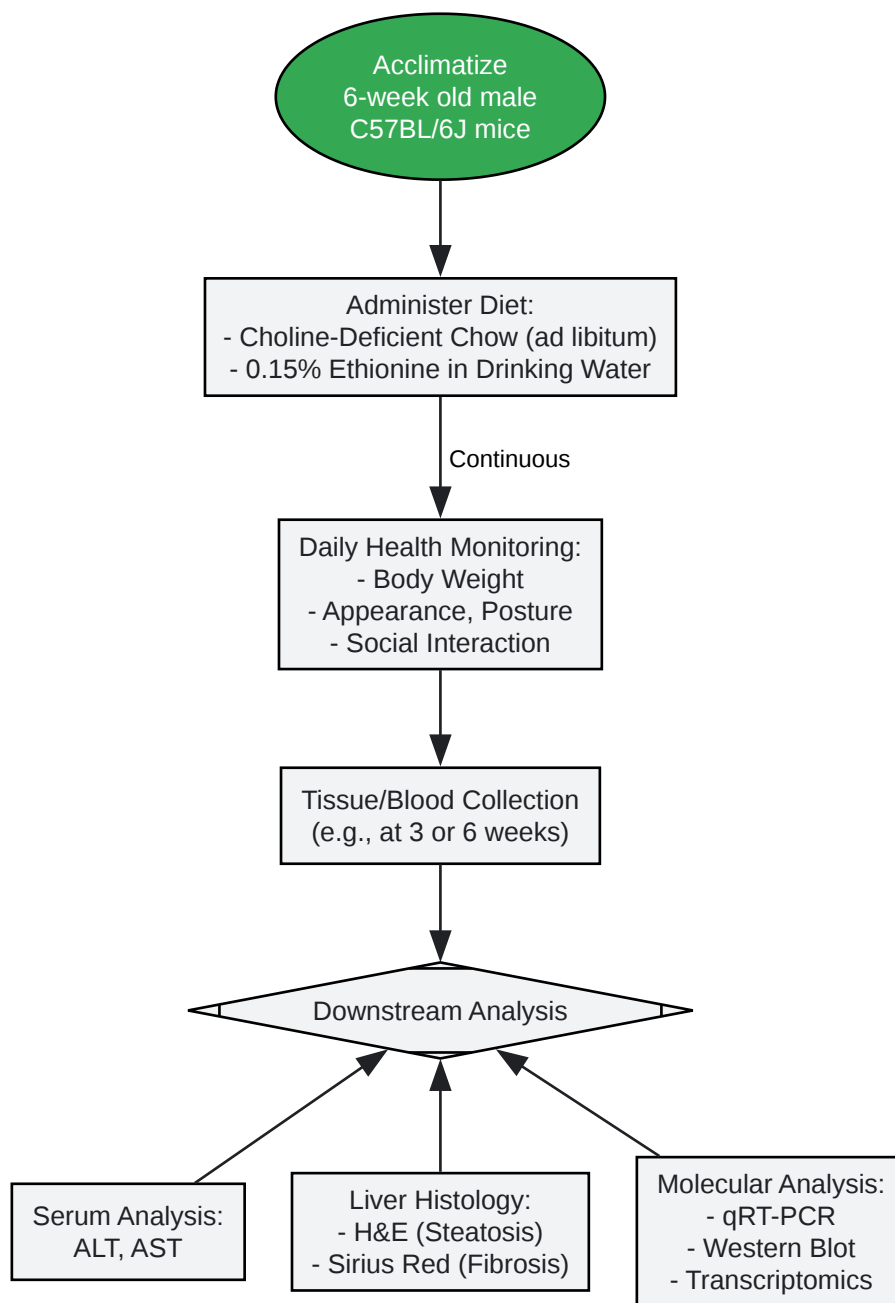 Acclimatize
6-week old male
C57BL/6J mice
Administer Diet:
- Choline-Deficient Chow (ad libitum)
- 0.15% Ethionine in Drinking Water
Continuous
Daily Health Monitoring:
- Body Weight
- Appearance, Posture
- Social Interaction
Tissue/Blood Collection
(e.g., at 3 or 6 weeks)
Downstream Analysis
Serum Analysis:
ALT, AST
Liver Histology:
- H&E (Steatosis)
- Sirius Red (Fibrosis)
Molecular Analysis:
- qRT-PCR
- Western Blot
- Transcriptomics